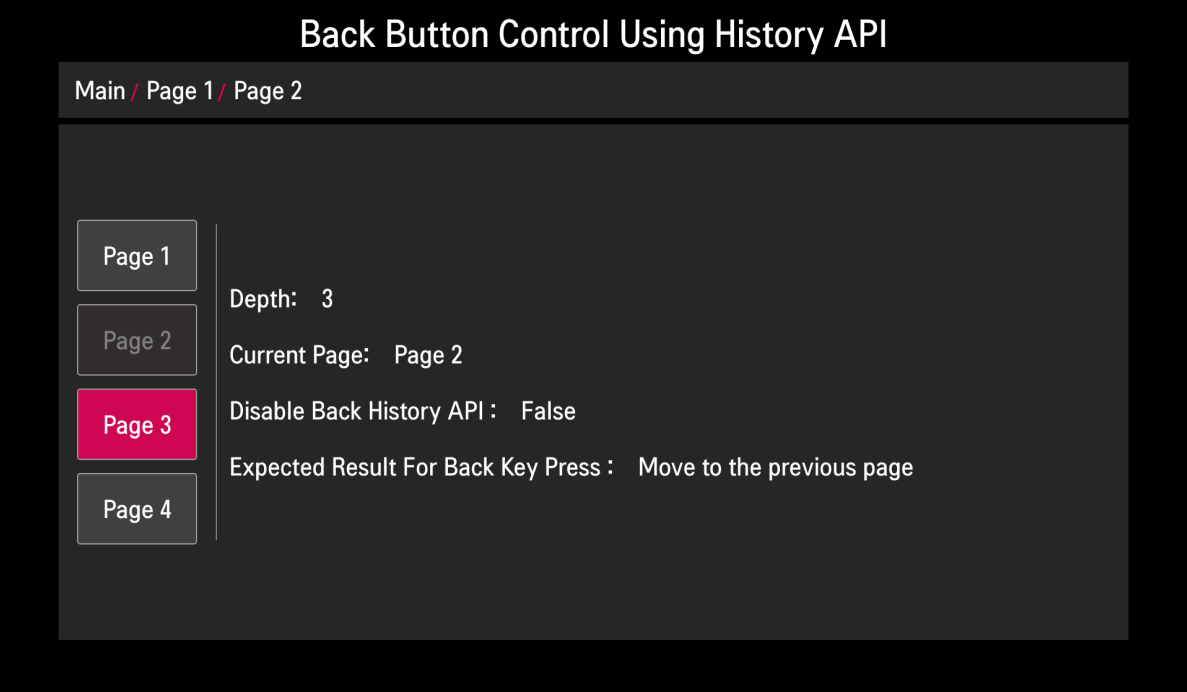 Back Button Control Using History API
Main / Page 1 / Page 2
Page 1
Page 2
Page 3
Page 4
Depth: 3
Current Page: Page 2
Disable Back History API : False
Expected Result For Back Key Press : Move to the previous page